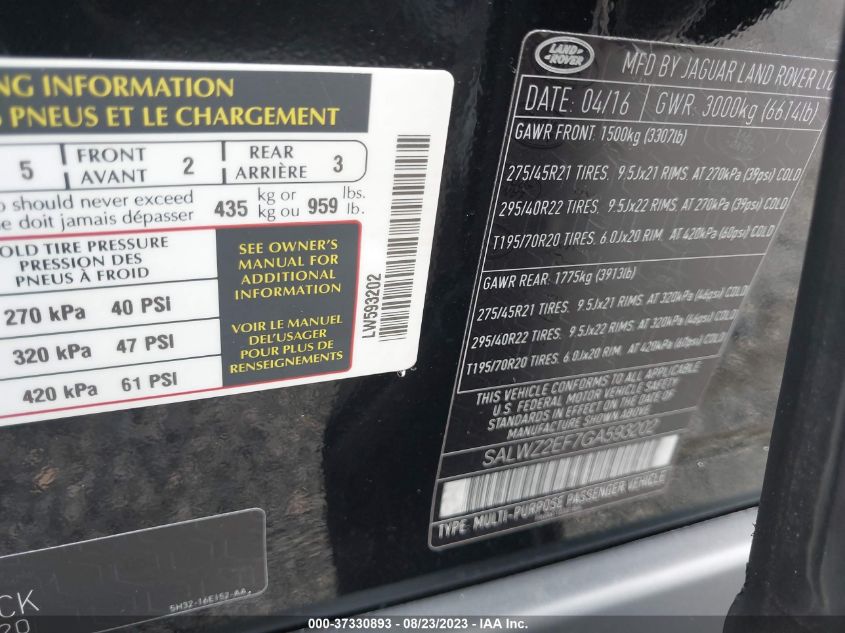 NG INFORMATION
PNEUS ET LE CHARGEMENT
5 FRONT AVANT 2 REAR ARRIÈRE 3
should never exceed
doit jamais dépasser
435 kg or kg ou 959 lbs. lb.
OLD TIRE PRESSURE
PRESSION DES
PNEUS À FROID
270 kPa 40 PSI
320 kPa 47 PSI
420 kPa 61 PSI
SEE OWNER'S
MANUAL FOR
ADDITIONAL
INFORMATION
VOIR LE MANUEL
DEL'USAGER
POUR PLUS DE
RENSEIGNEMENTS
LW593202
LAND
ROVER
MFD BY JAGUAR LAND ROVER LT
DATE: 04/16 GWR: 3000kg (6614lb)
GAWR FRONT: 1500kg (3307lb)
275/45R21 TIRES. 9.5Jx21 RIMS. AT 270kPa (39psi) COLD
295/40R22 TIRES. 9.5Jx22 RIMS. AT 270kPa (39psi) COLD
T195/70R20 TIRES. 6.0Jx20 RIM. AT 420kPa (60psi) COLD
GAWR REAR: 1775kg (3913lb)
275/45R21 TIRES. 9.5Jx21 RIMS. AT 320kPa (46psi) COLD
295/40R22 TIRES. 9.5Jx22 RIMS. AT 320kPa (46psi) COLD
T195/70R20 TIRES. 6.0Jx20 RIM. AT 420kPa (60psi) COLD
THIS VEHICLE CONFORMS TO ALL APPLICABLE
U.S. FEDERAL MOTOR VEHICLE SAFETY
STANDARDS IN EFFECT ON THE DATE OF
MANUFACTURE SHOWN ABOVE.
SALWZ2EF7GA593202
TYPE: MULTI-PURPOSE PASSENGER VEHICLE
CK
20
5H32-16E152-AA
000-37330893 - 08/23/2023 - IAA Inc.